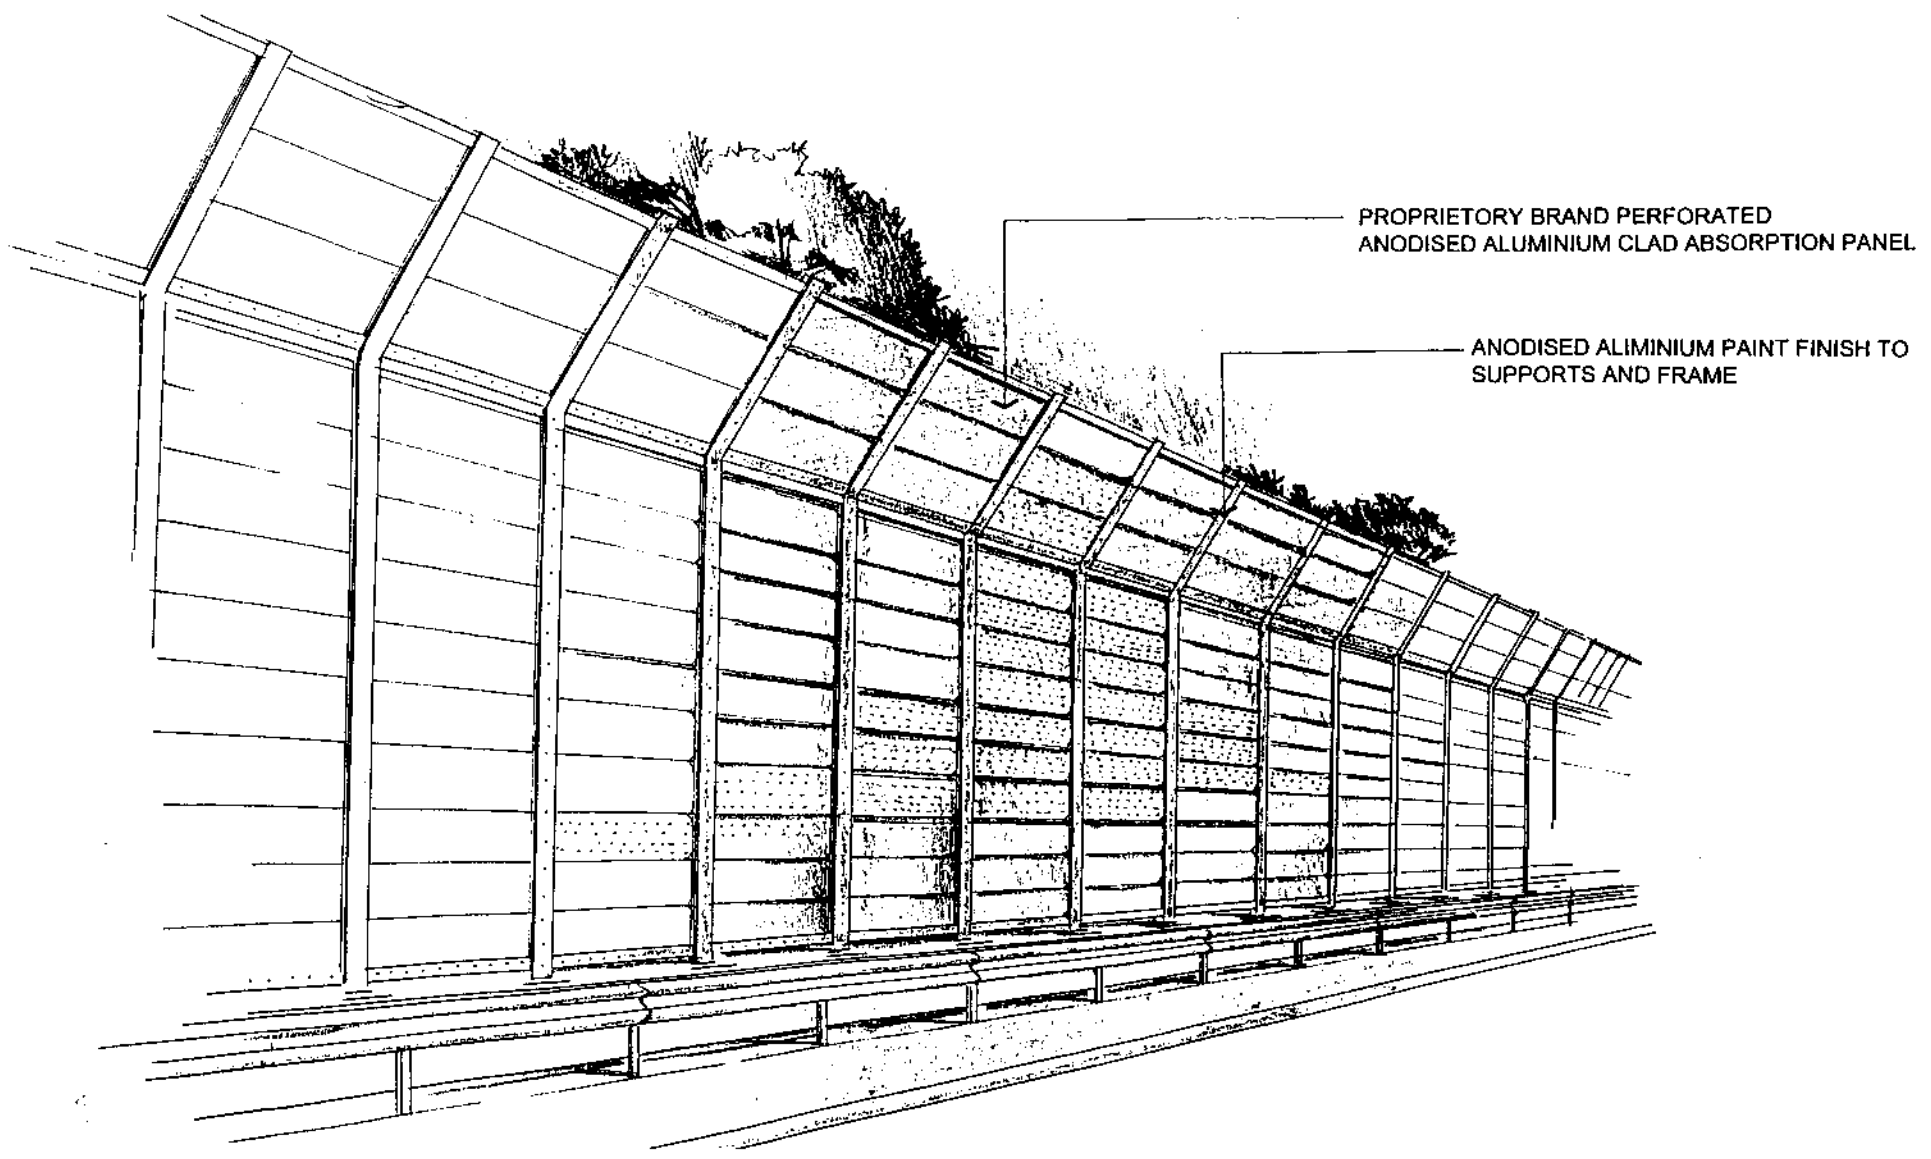 PROPRIETORY BRAND PERFORATED
ANODISED ALUMINIUM CLAD ABSORPTION PANEL
ANODISED ALIMINIUM PAINT FINISH TO
SUPPORTS AND FRAME